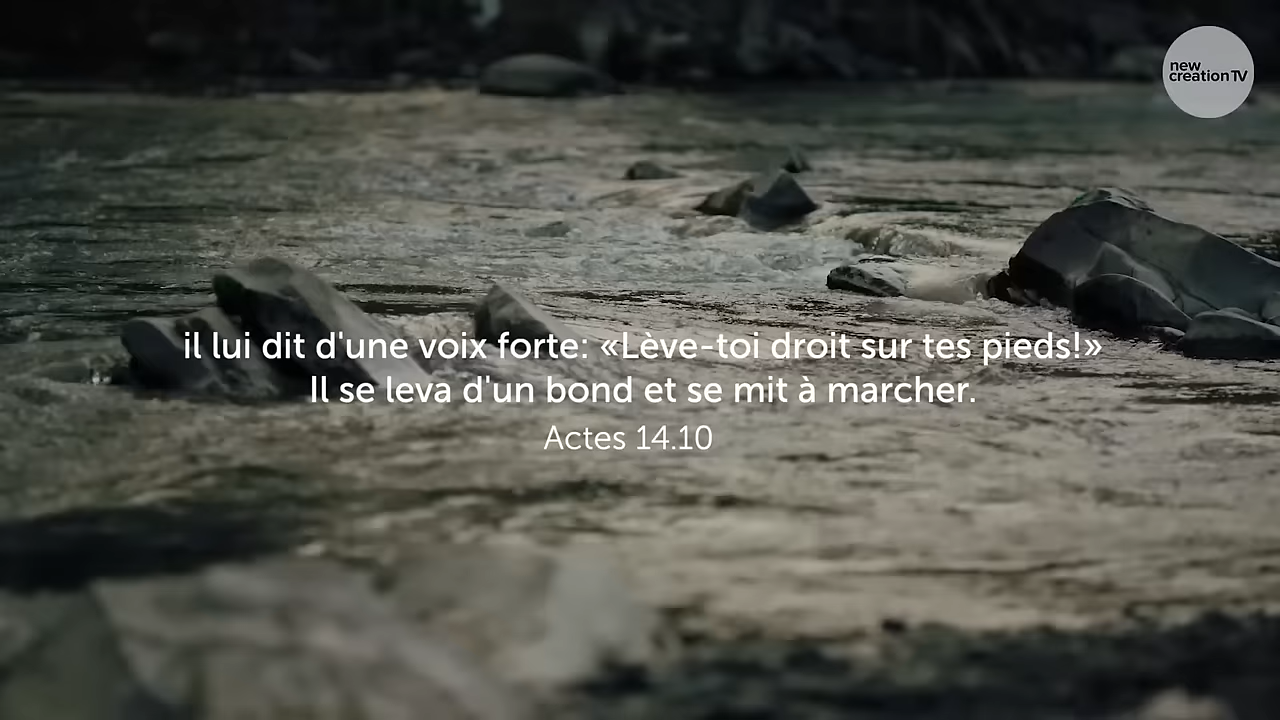 new
creation TV
il lui dit d'une voix forte: «Lève-toi droit sur tes pieds!»
Il se leva d'un bond et se mit à marcher.
Actes 14.10